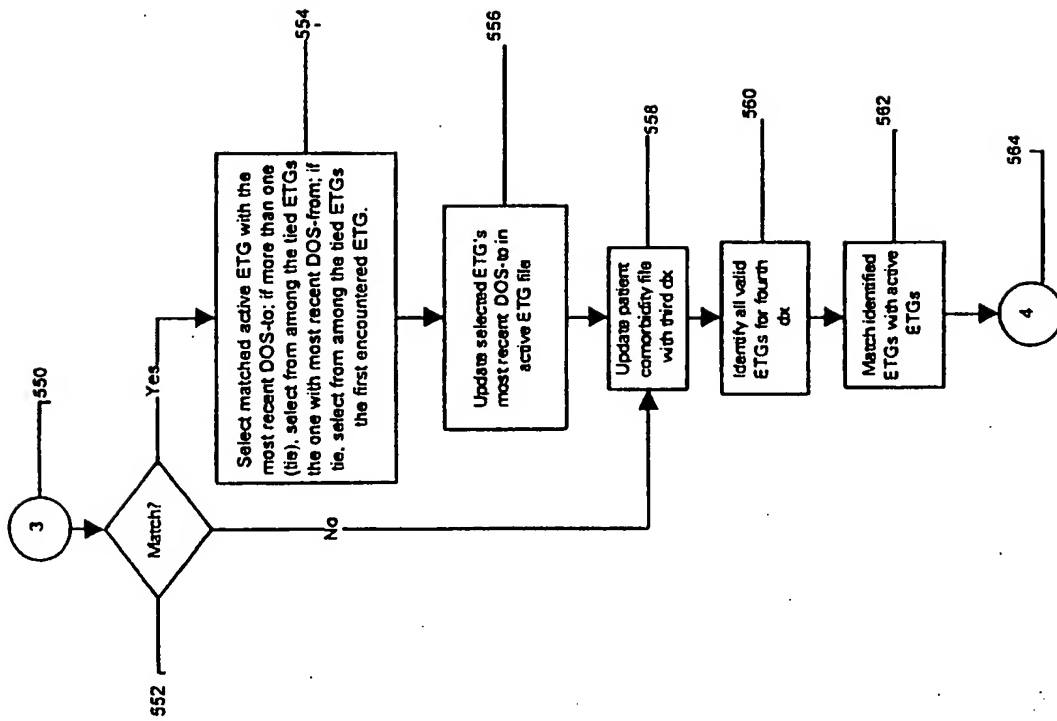 3
550
Match?
552
Yes
No
Select matched active ETG with the
most recent DOS-to; if more than one
(tie), select from among the tied ETGs
the one with most recent DOS-from; if
tie, select from among the tied ETGs
the first encountered ETG.
554
Update selected ETG's
most recent DOS-to in
active ETG file
556
Update patient
comorbidity file
with third dx
558
Identify all valid
ETGs for fourth
dx
560
Match identified
ETGs with active
ETGs
562
4
564